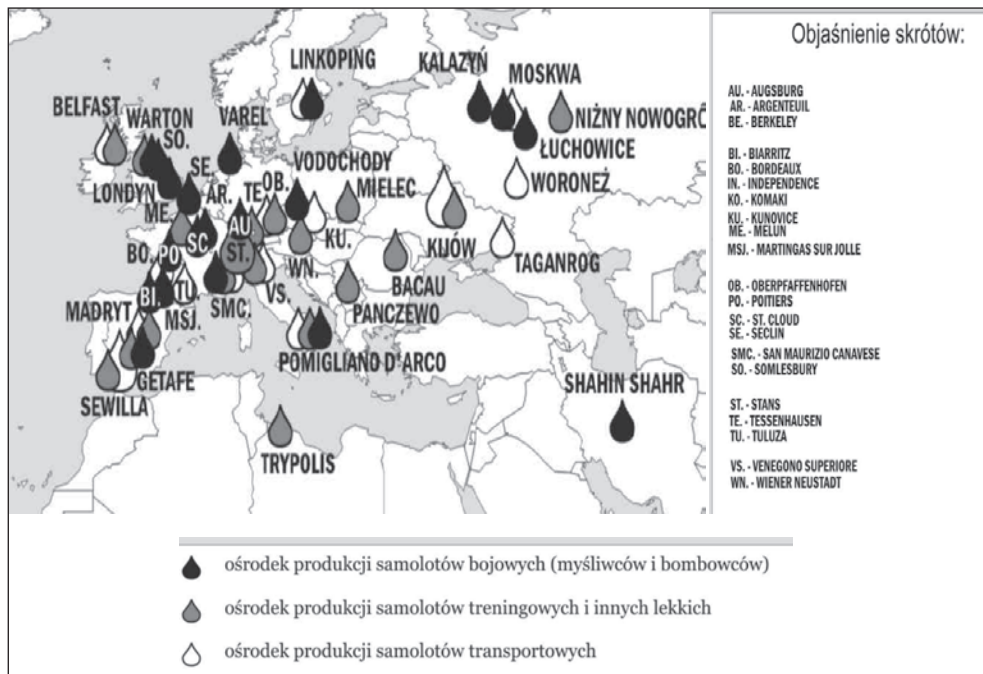 LINKOPING
KALAZYŃ
MOSKWA
BELFAST
WARTON
SO.
VAREL
NIŻNY NOWOGRÓ
ŁUCHOWICE
VODOCHODY
SE.
OB.
MIELEC
WORONEŻ
LONDYN
ME.
AR.
TE.
AU.
SC.
ST.
KU.
KIJÓW
TAGANROG
BO.
PO.
WN.
BACAU
VS.
MADRYT
BI.
TU.
SMC.
MSJ.
PANCZEWO
POMIGLIANO D'ARCO
GETAFE
SEWILLA
SHAHIN SHAHR
TRYPOLIS
Objaśnienie skrótów:
AU. - AUGSBURG
AR. - ARGENTEUIL
BE. - BERKELEY
BI. - BIARRITZ
BO. - BORDEAUX
IN. - INDEPENDENCE
KO. - KOMAKI
KU. - KUNOVICE
ME. - MELUN
MSJ. - MARTINGAS SUR JOLLE
OB. - OBERPFAFFENHOFEN
PO. - POITIERS
SC. - ST. CLOUD
SE. - SECLIN
SMC. - SAN MAURIZIO CANAVESE
SO. - SOMLESBURY
ST. - STANS
TE. - TESSENHAUSEN
TU. - TULUZA
VS. - VENEGONO SUPERIORE
WN. - WIENER NEUSTADT
ośrodek produkcji samolotów bojowych (myśliwców i bombowców)
ośrodek produkcji samolotów treningowych i innych lekkich
ośrodek produkcji samolotów transportowych